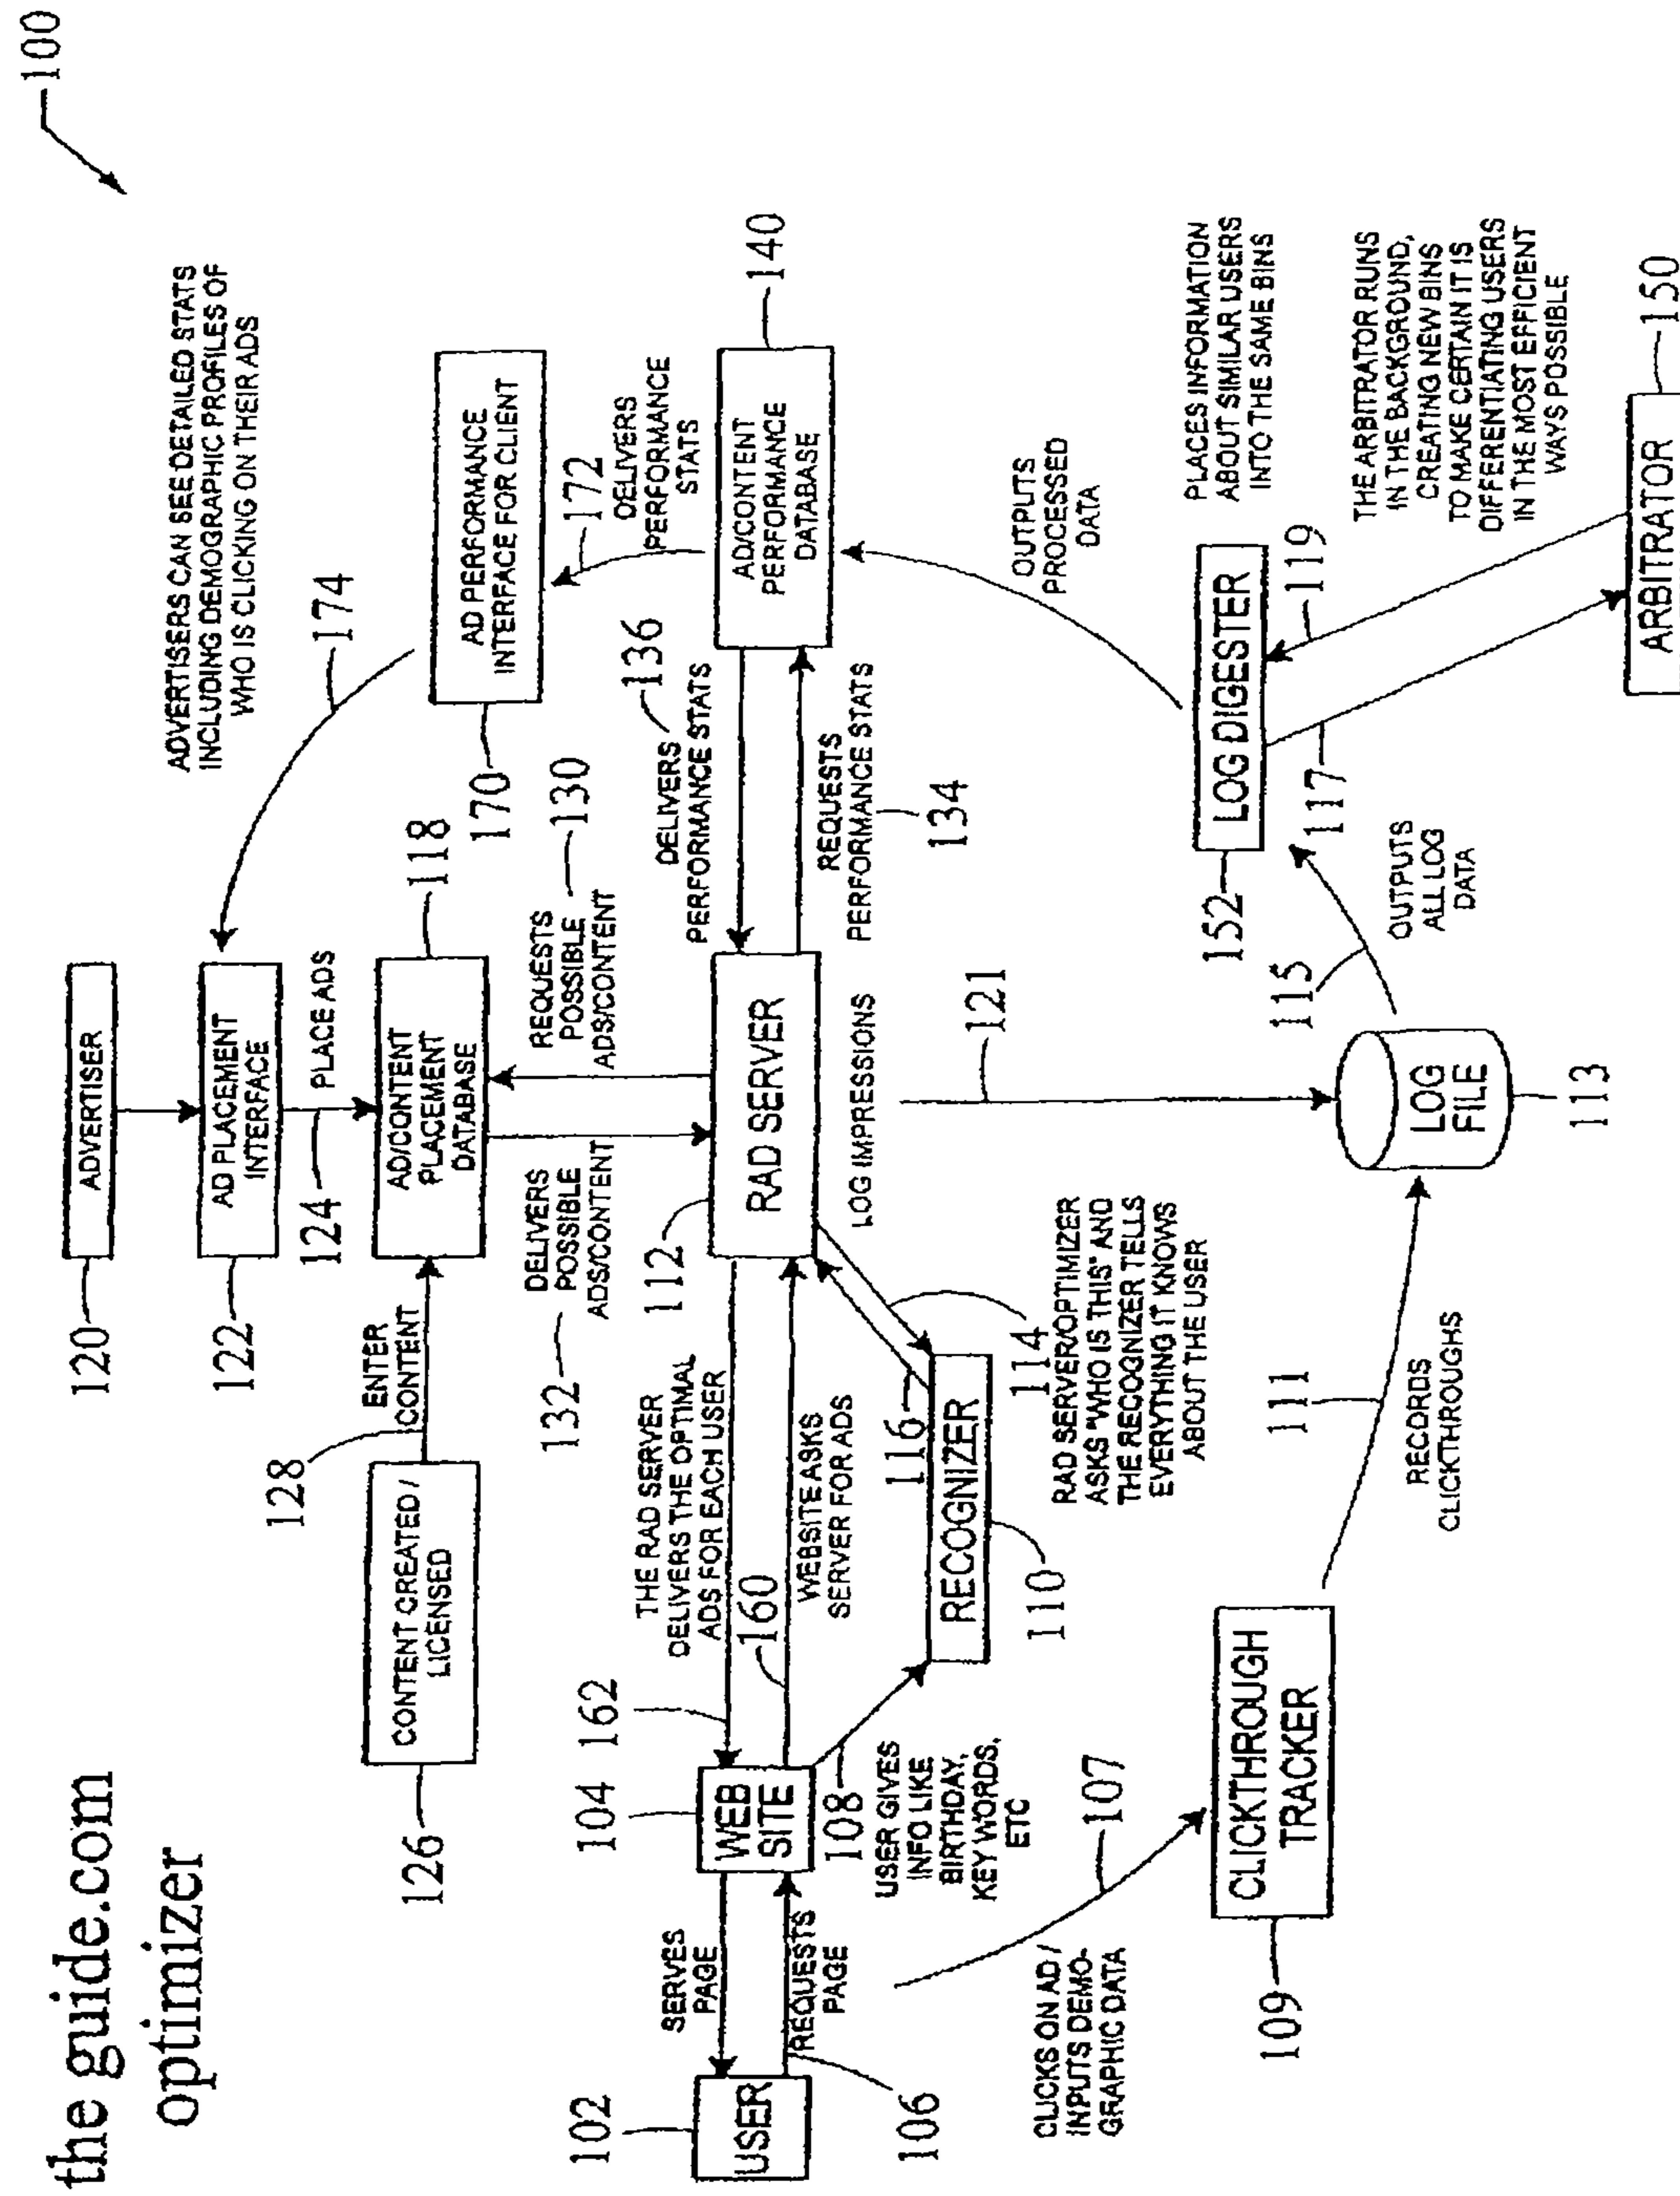 the guide.com
optimizer
100
ADVERTISERS CAN SEE DETAILED STATS
INCLUDING DEMOGRAPHIC PROFILES OF
WHO IS CLICKING ON THEIR ADS
174
120
ADVERTISER
122
AD PLACEMENT
INTERFACE
124
PLACE ADS
128
ENTER
CONTENT
CONTENT CREATED /
LICENSED
126
AD/CONTENT
PLACEMENT
DATABASE
118
AD PERFORMANCE
INTERFACE FOR CLIENT
170
172
DELIVERS
PERFORMANCE
STATS
132
DELIVERS
POSSIBLE
ADS/CONTENT
REQUESTS
POSSIBLE
ADS/CONTENT
130
136
DELIVERS
PERFORMANCE STATS
102
USER
SERVES
PAGE
REQUESTS
PAGE
106
104
WEB
SITE
162
THE RAD SERVER
DELIVERS THE OPTIMAL
ADS FOR EACH USER
160
WEBSITE ASKS
SERVER FOR ADS
112
RAD SERVER
REQUESTS
PERFORMANCE STATS
134
AD/CONTENT
PERFORMANCE
DATABASE
140
108
USER GIVES
INFO LIKE
BIRTHDAY,
KEY WORDS,
ETC
116
RECOGNIZER
110
114
RAD SERVER/OPTIMIZER
ASKS "WHO IS THIS" AND
THE RECOGNIZER TELLS
EVERYTHING IT KNOWS
ABOUT THE USER
LOG IMPRESSIONS
121
OUTPUTS
PROCESSED
DATA
CLICKS ON AD /
INPUTS DEMO-
GRAPHIC DATA
107
CLICKTHROUGH
TRACKER
109
111
RECORDS
CLICKTHROUGHS
LOG
FILE
113
115
OUTPUTS
ALL LOG
DATA
152
LOG DIGESTER
PLACES INFORMATION
ABOUT SIMILAR USERS
INTO THE SAME BINS
117
119
THE ARBITRATOR RUNS
IN THE BACKGROUND,
CREATING NEW BINS
TO MAKE CERTAIN IT IS
DIFFERENTIATING USERS
IN THE MOST EFFICIENT
WAYS POSSIBLE
ARBITRATOR
150